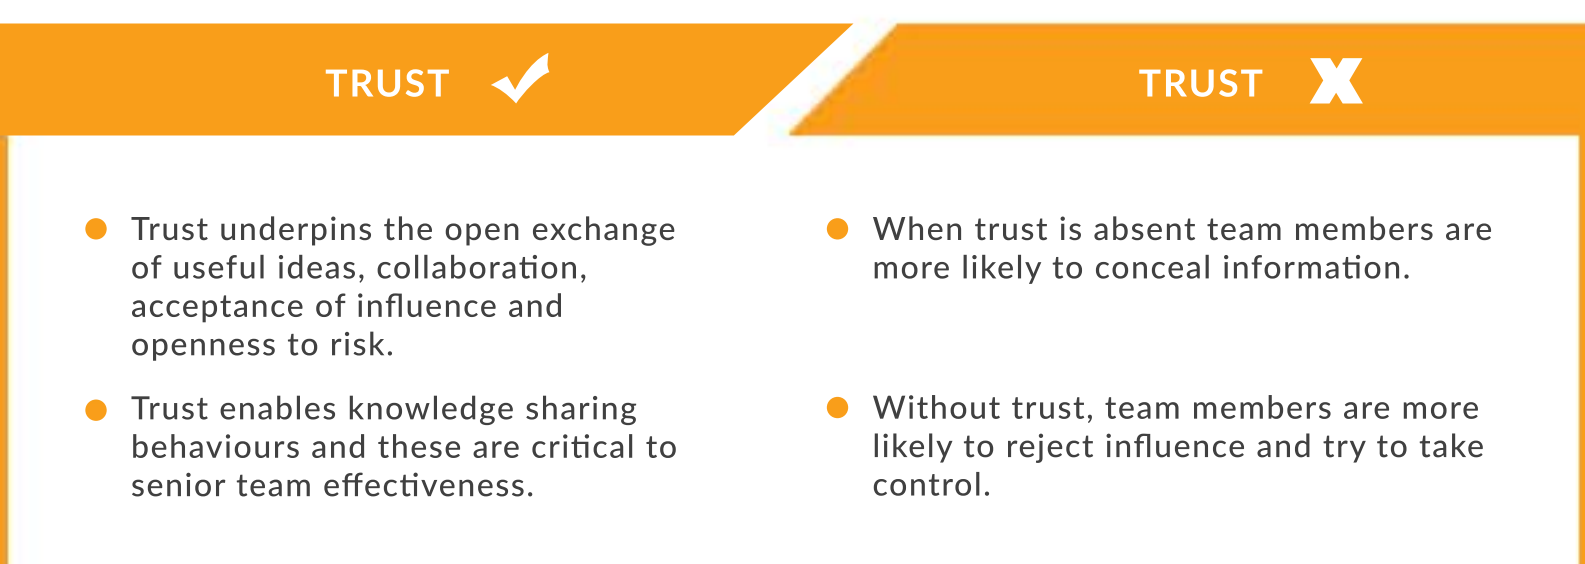 TRUST
Trust underpins the open exchange
of useful ideas, collaboration,
acceptance of influence and
openness to risk.
Trust enables knowledge sharing
behaviours and these are critical to
senior team effectiveness.
TRUST
When trust is absent team members are
more likely to conceal information.
Without trust, team members are more
likely to reject influence and try to take
control.